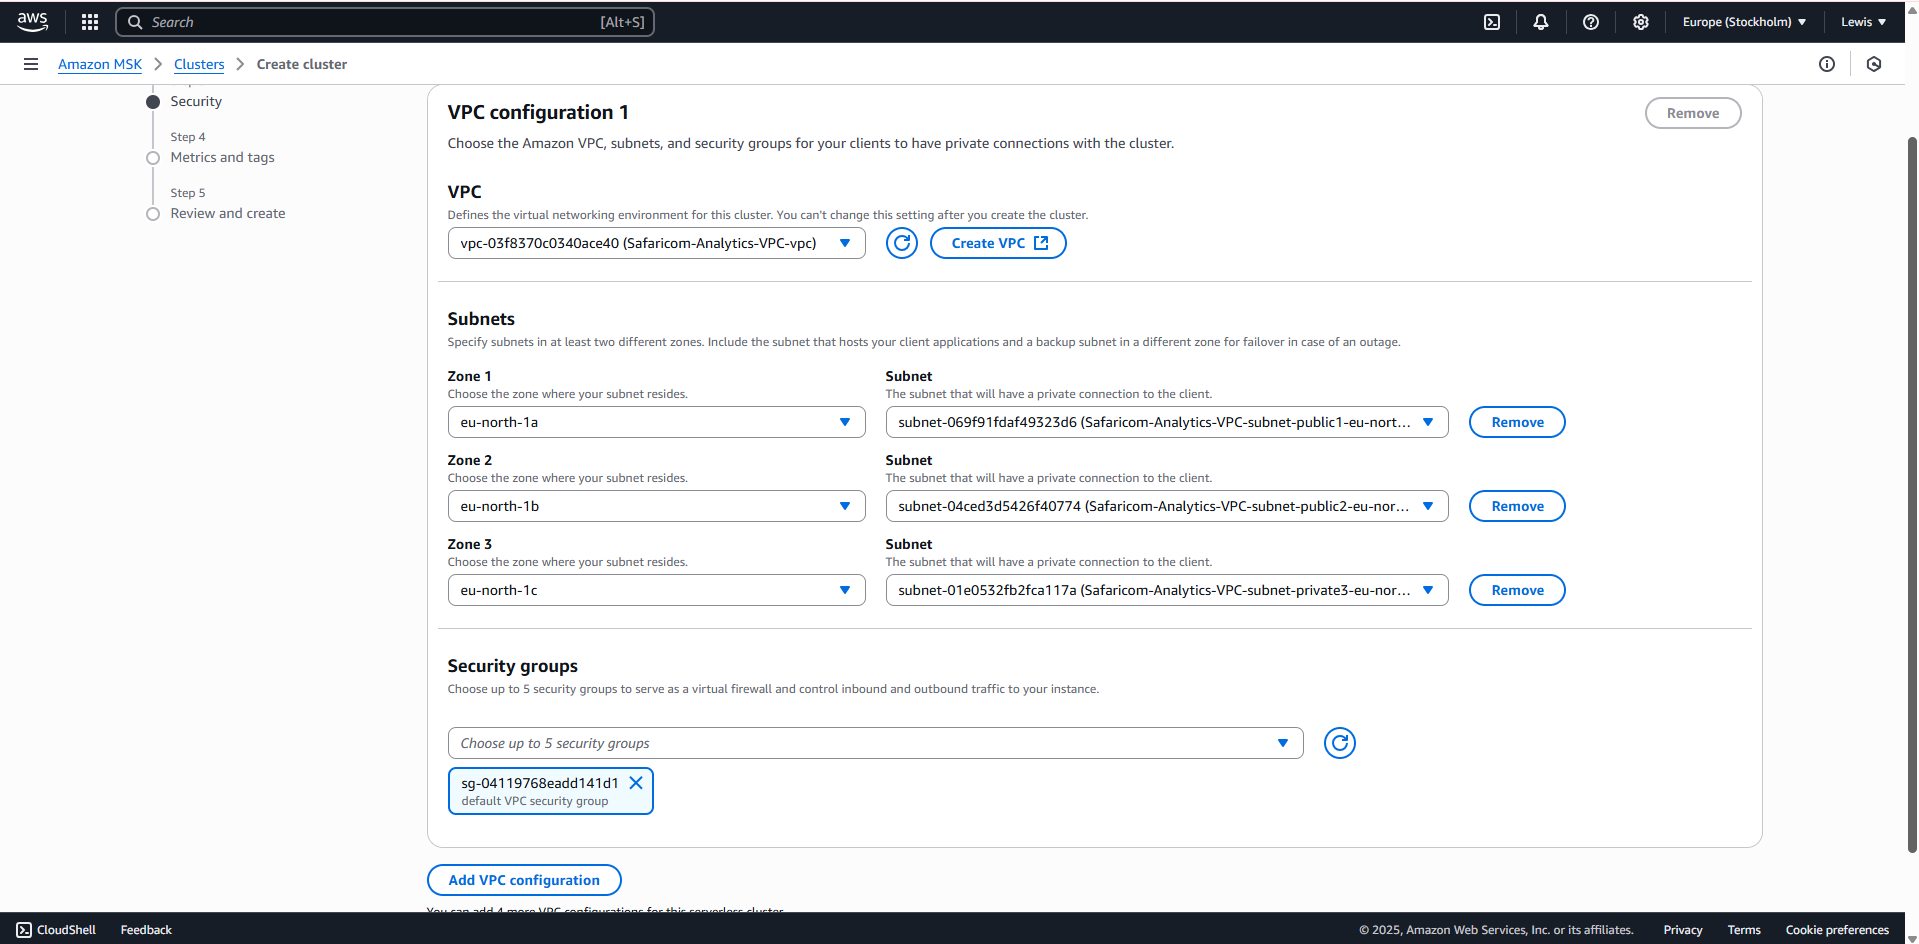 aws
Search [Alt+S]
Europe (Stockholm)
Lewis
Amazon MSK
Clusters
Create cluster
Security
Step 4
Metrics and tags
Step 5
Review and create
VPC configuration 1
Remove
Choose the Amazon VPC, subnets, and security groups for your clients to have private connections with the cluster.
VPC
Defines the virtual networking environment for this cluster. You can't change this setting after you create the cluster.
vpc-03f8370c0340ace40 (Safaricom-Analytics-VPC-vpc)
Create VPC
Subnets
Specify subnets in at least two different zones. Include the subnet that hosts your client applications and a backup subnet in a different zone for failover in case of an outage.
Zone 1
Choose the zone where your subnet resides.
eu-north-1a
Subnet
The subnet that will have a private connection to the client.
subnet-069f91fdaf49323d6 (Safaricom-Analytics-VPC-subnet-public1-eu-nort...
Remove
Zone 2
Choose the zone where your subnet resides.
eu-north-1b
Subnet
The subnet that will have a private connection to the client.
subnet-04ced3d5426f40774 (Safaricom-Analytics-VPC-subnet-public2-eu-nor...
Remove
Zone 3
Choose the zone where your subnet resides.
eu-north-1c
Subnet
The subnet that will have a private connection to the client.
subnet-01e0532fb2fca117a (Safaricom-Analytics-VPC-subnet-private3-eu-nor...
Remove
Security groups
Choose up to 5 security groups to serve as a virtual firewall and control inbound and outbound traffic to your instance.
Choose up to 5 security groups
sg-04119768eadd141d1
default VPC security group
Add VPC configuration
You can add 4 more VPC configurations for this serverless cluster
CloudShell
Feedback
© 2025, Amazon Web Services, Inc. or its affiliates.
Privacy
Terms
Cookie preferences